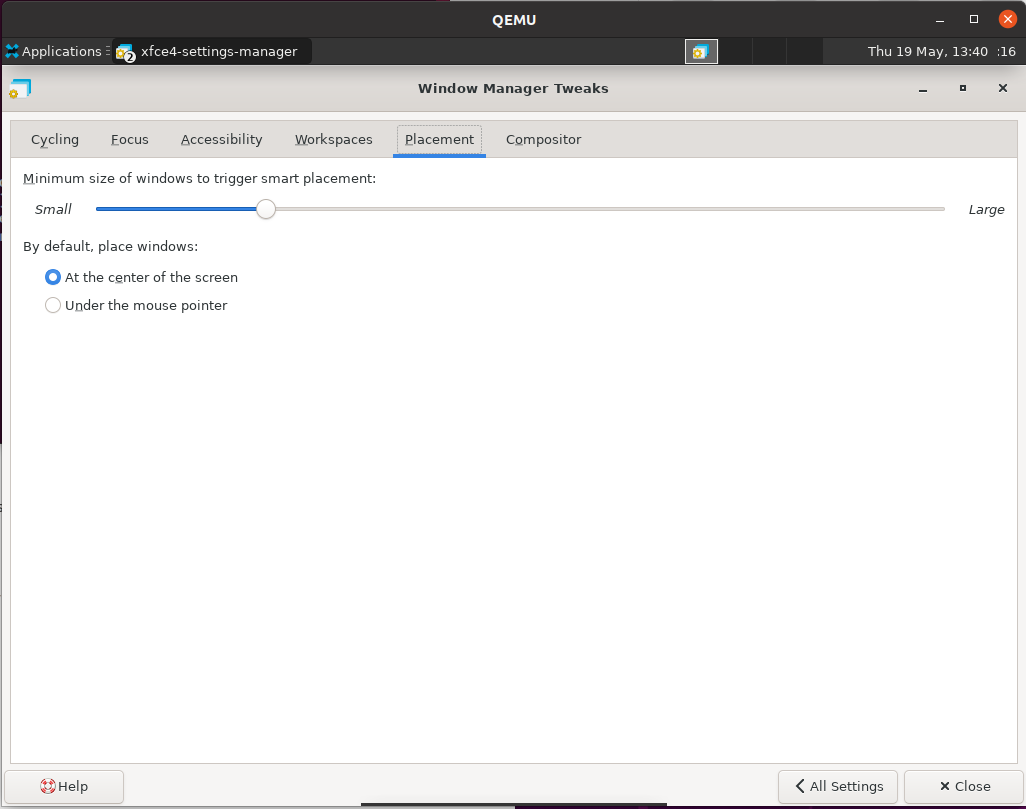 QEMU
Applications
2
xfce4-settings-manager
Thu 19 May, 13:40 :16
Window Manager Tweaks
Cycling Focus Accessibility Workspaces Placement Compositor
Minimum size of windows to trigger smart placement:
Small Large
By default, place windows:
At the center of the screen
Under the mouse pointer
Help All Settings Close